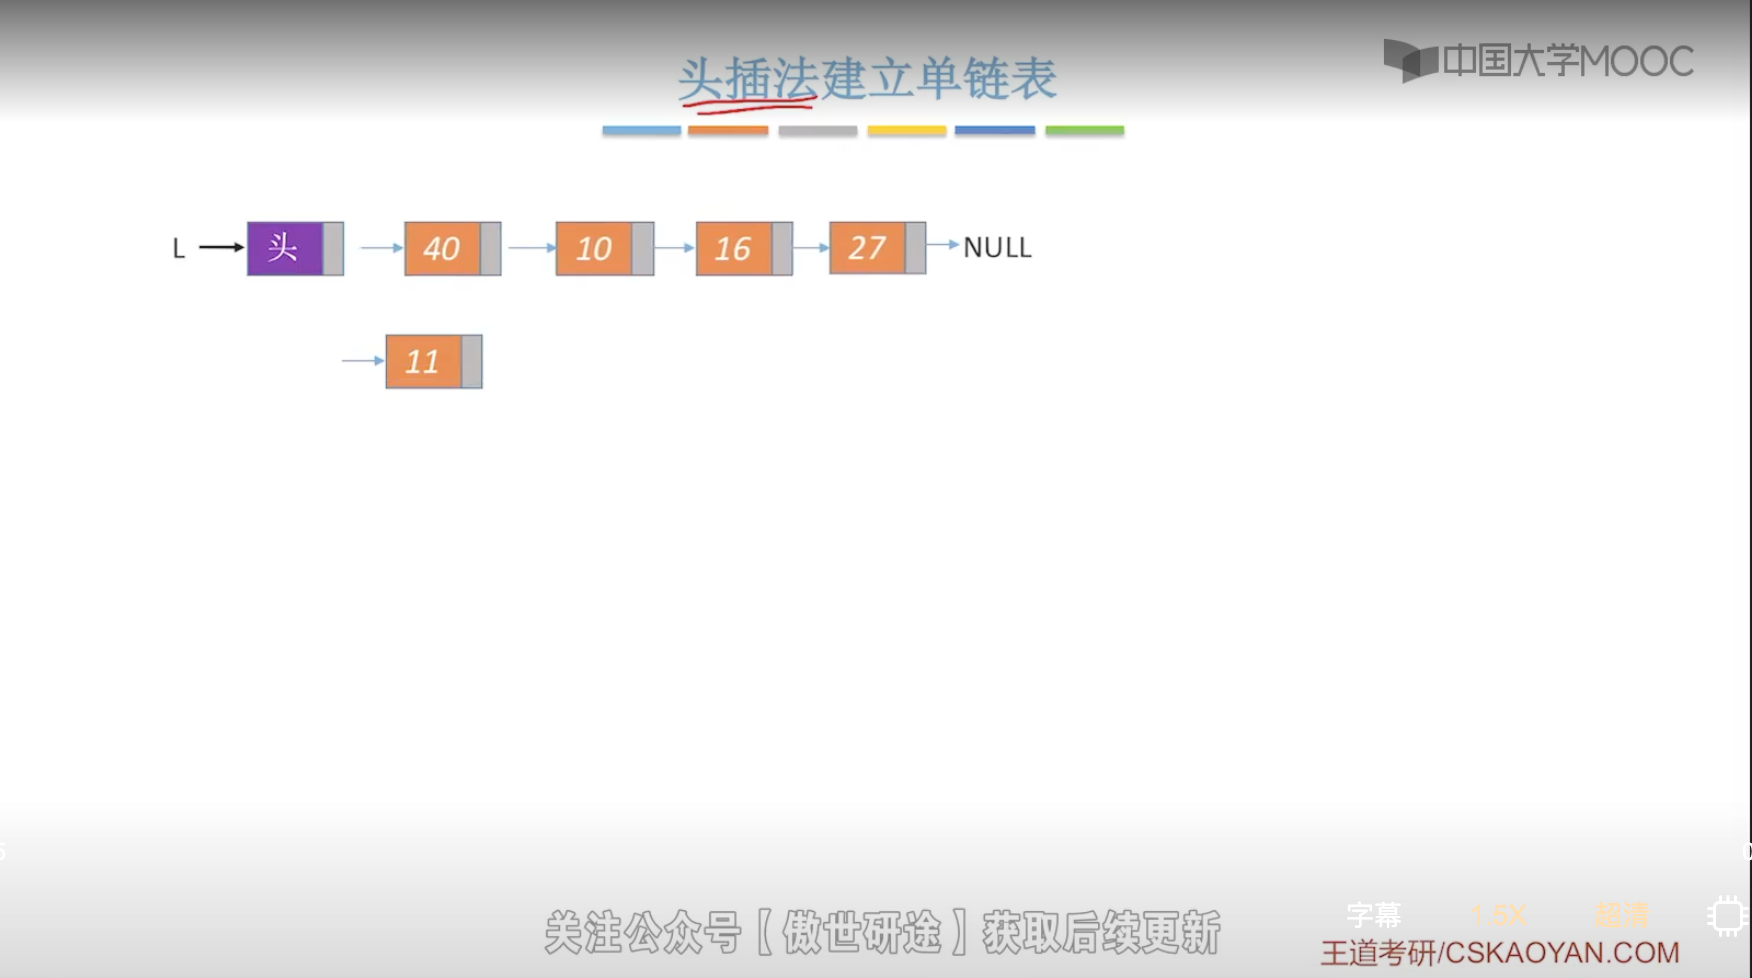 中国大学MOOC
头插法建立单链表
L 头 40 10 16 27 NULL
11
字幕 1.5X 超清
关注公众号【傲世研途】获取后续更新
王道考研/CSKAOYAN.COM